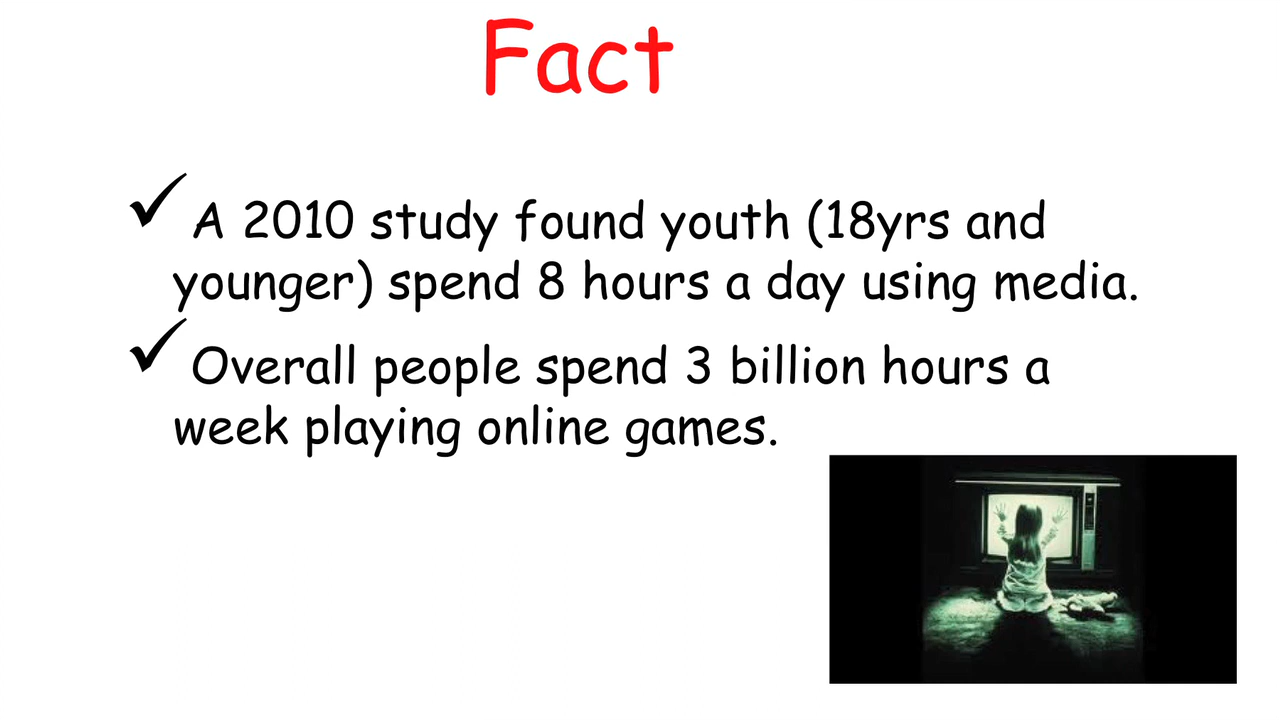 Fact
✓A 2010 study found youth (18yrs and
younger) spend 8 hours a day using media.
✓Overall people spend 3 billion hours a
week playing online games.